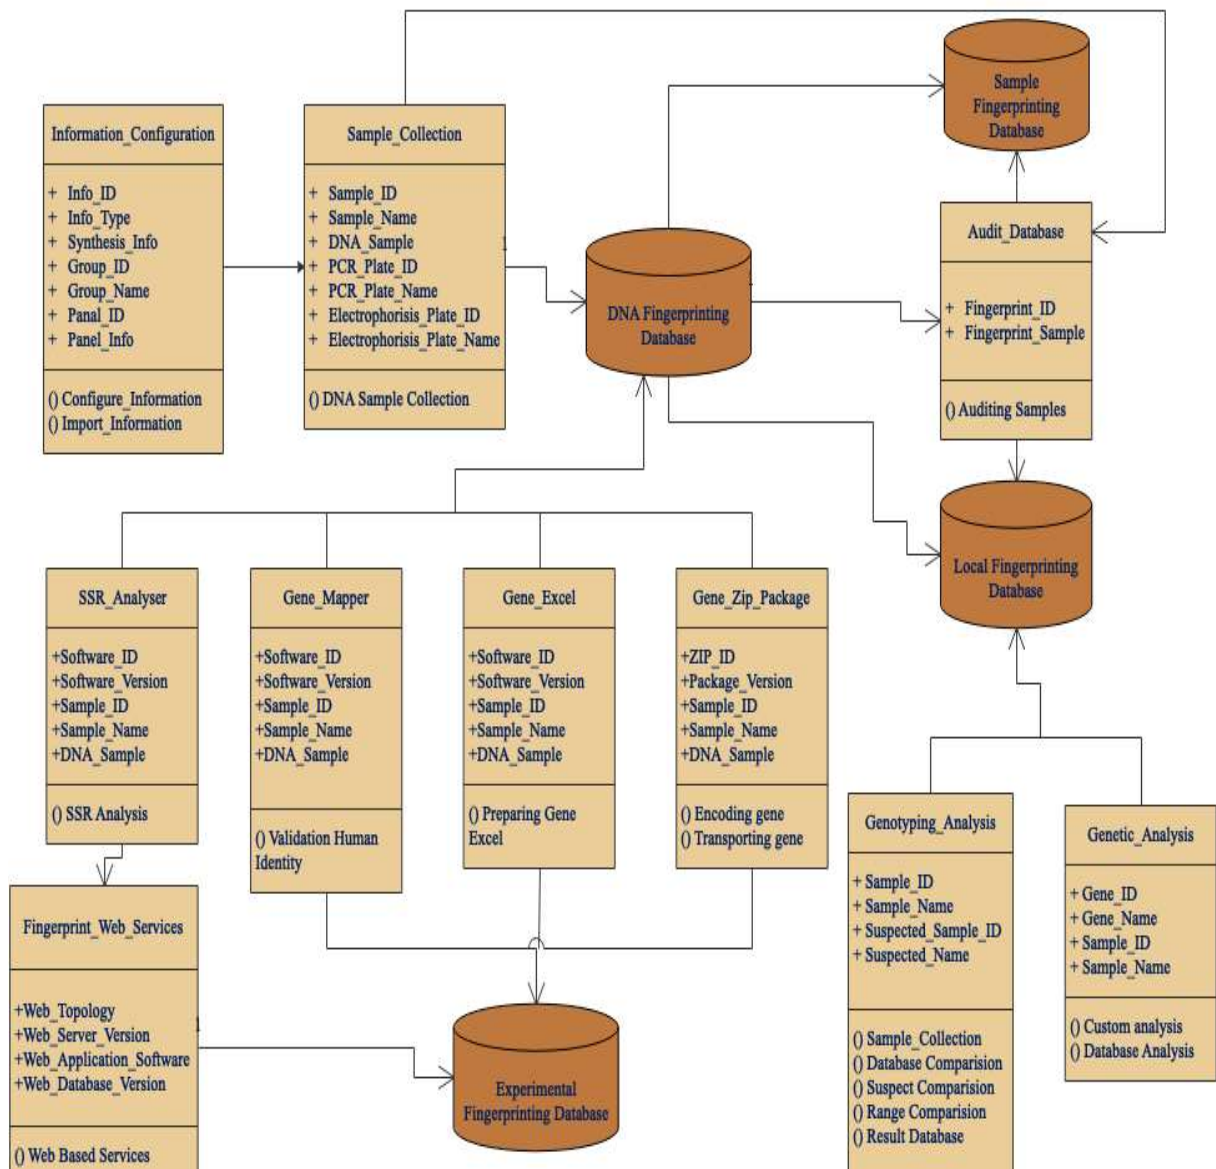 Sample
Fingerprinting
Database
Information_Configuration
+ Info_ID
+ Info_Type
+ Synthesis_Info
+ Group_ID
+ Group_Name
+ Panal_ID
+ Panel_Info
() Configure_Information
() Import_Information
Sample_Collection
+ Sample_ID
+ Sample_Name
+ DNA_Sample
+ PCR_Plate_ID
+ PCR_Plate_Name
+ Electrophorisis_Plate_ID
+ Electrophorisis_Plate_Name
() DNA Sample Collection
1
DNA Fingerprinting
Database
Audit_Database
+ Fingerprint_ID
+ Fingerprint_Sample
() Auditing Samples
Local Fingerprinting
Database
SSR_Analyser
+Software_ID
+Software_Version
+Sample_ID
+Sample_Name
+DNA_Sample
() SSR Analysis
Gene_Mapper
+Software_ID
+Software_Version
+Sample_ID
+Sample_Name
+DNA_Sample
() Validation Human
Identity
Gene_Excel
+Software_ID
+Software_Version
+Sample_ID
+Sample_Name
+DNA_Sample
() Preparing Gene
Excel
Gene_Zip_Package
+ZIP_ID
+Package_Version
+Sample_ID
+Sample_Name
+DNA_Sample
() Encoding gene
() Transporting gene
Genotyping_Analysis
+ Sample_ID
+ Sample_Name
+ Suspected_Sample_ID
+ Suspected_Name
() Sample_Collection
() Database Comparision
() Suspect Comparision
() Range Comparision
() Result Database
Genetic_Analysis
+ Gene_ID
+ Gene_Name
+ Sample_ID
+ Sample_Name
() Custom analysis
() Database Analysis
Fingerprint_Web_Services
+Web_Topology
+Web_Server_Version
+Web_Application_Software
+Web_Database_Version
() Web Based Services
1
Experimental
Fingerprinting Database